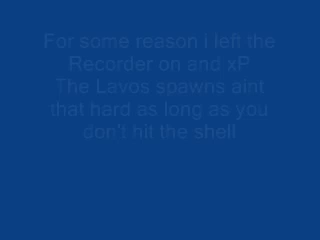 For some reason i left the
Recorder on and xP
The Lavos spawns aint
that hard as long as you
don't hit the shell